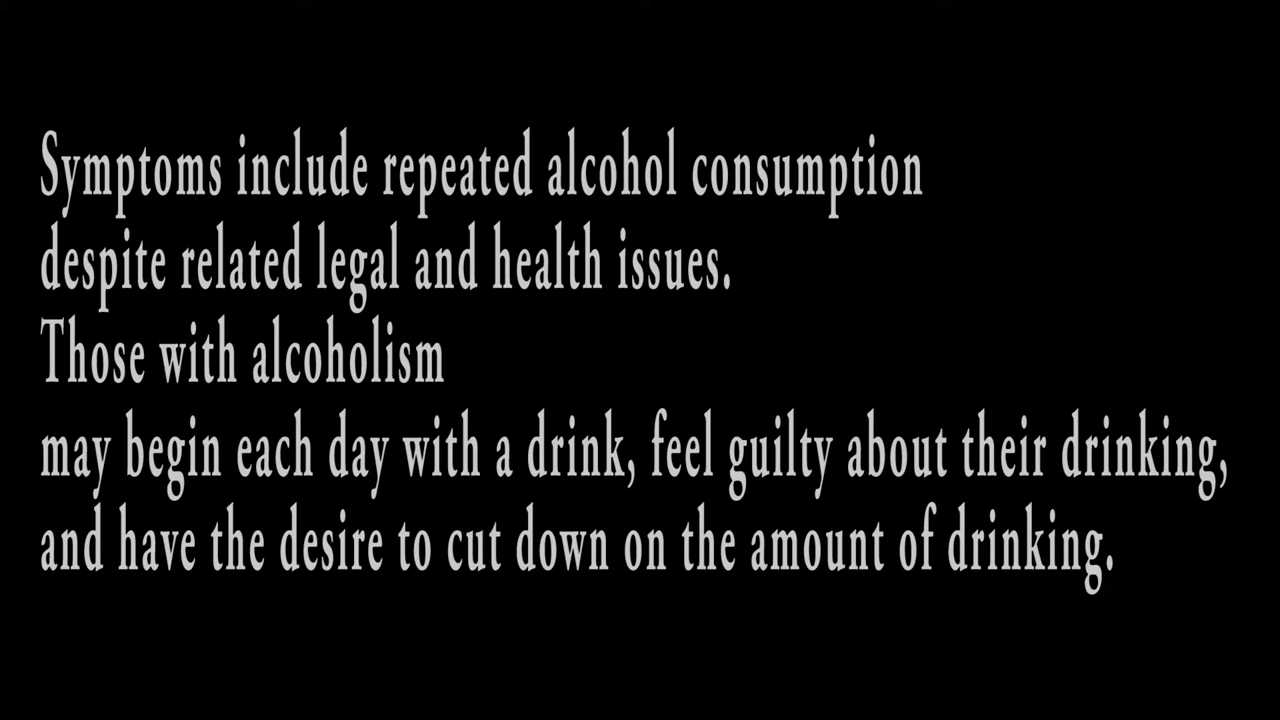 Symptoms include repeated alcohol consumption
despite related legal and health issues.
Those with alcoholism
may begin each day with a drink, feel guilty about their drinking,
and have the desire to cut down on the amount of drinking.